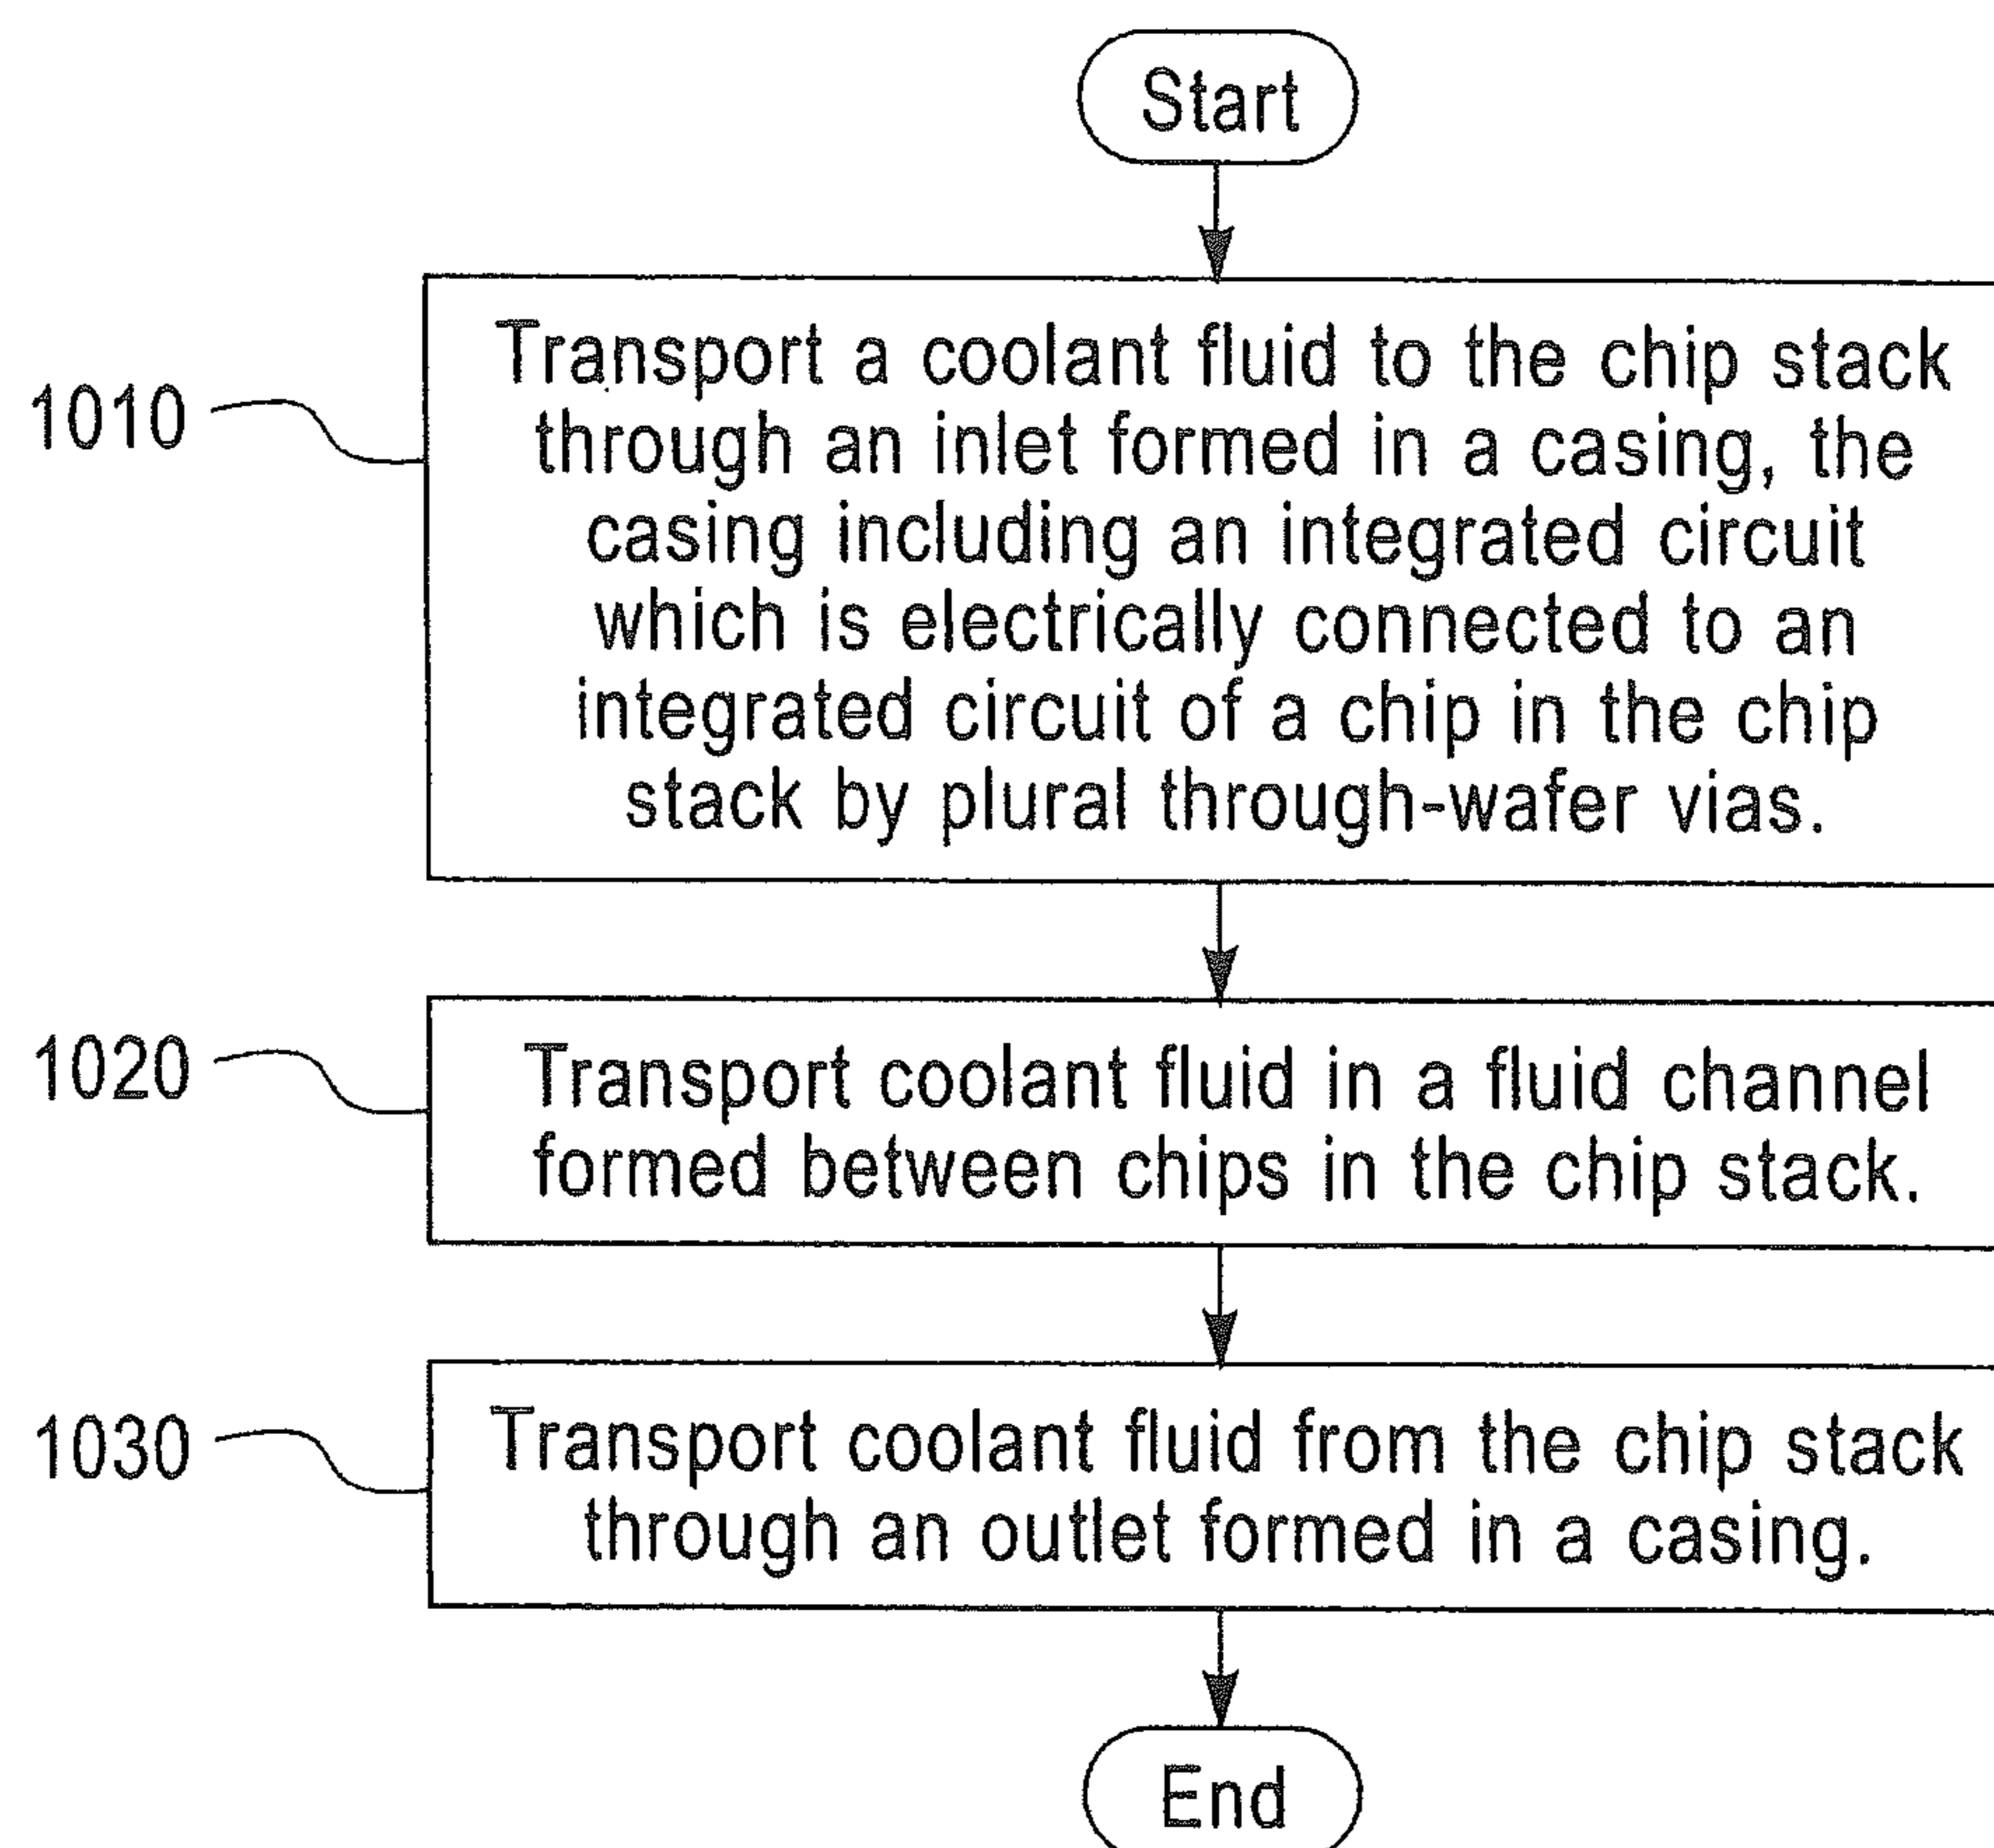 Start
1010
Transport a coolant fluid to the chip stack
through an inlet formed in a casing, the
casing including an integrated circuit
which is electrically connected to an
integrated circuit of a chip in the chip
stack by plural through-wafer vias.
1020
Transport coolant fluid in a fluid channel
formed between chips in the chip stack.
1030
Transport coolant fluid from the chip stack
through an outlet formed in a casing.
End